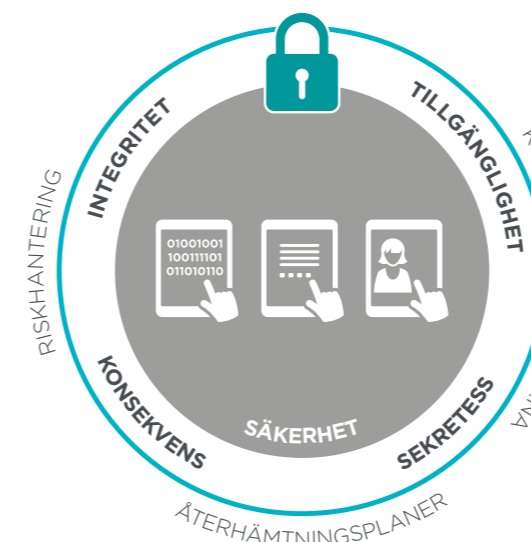 INTEGRITET
TILLGÄNGLIGHET
RISKHANTERING
01001001
100111101
011010110
KONSEKVENS
SÄKERHET
SEKRETESS
ÅTERHÄMTNINGSPLANER